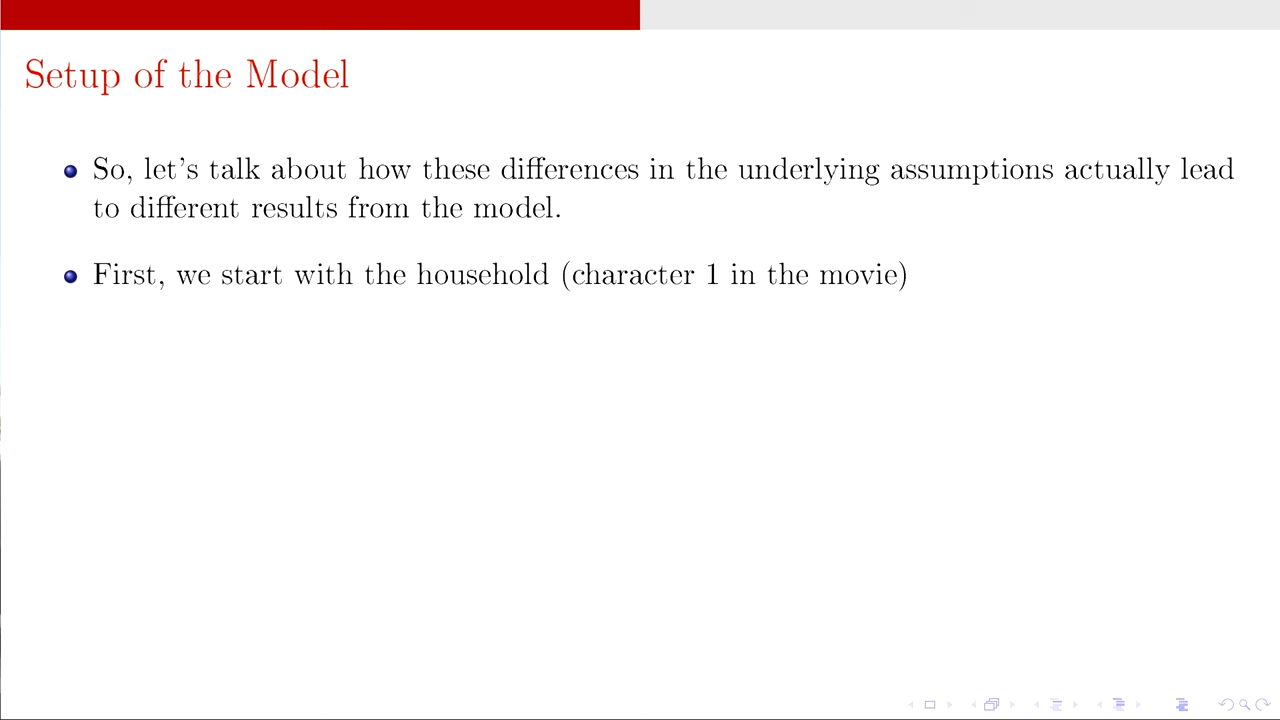 Setup of the Model
So, let's talk about how these differences in the underlying assumptions actually lead
to different results from the model.
First, we start with the household (character 1 in the movie)